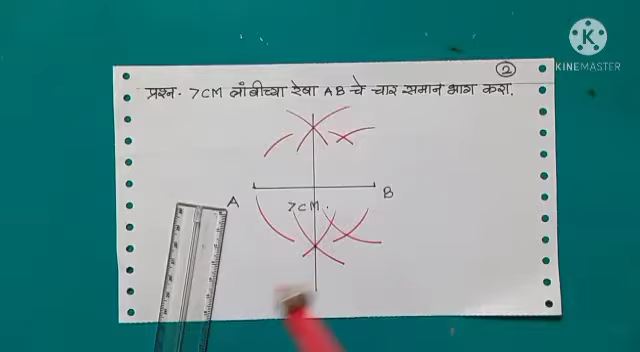 KINEMASTER
2
प्रश्न. 7CM लांबीच्या रेषा AB चे चार समान भाग करा.
A
B
7CM.